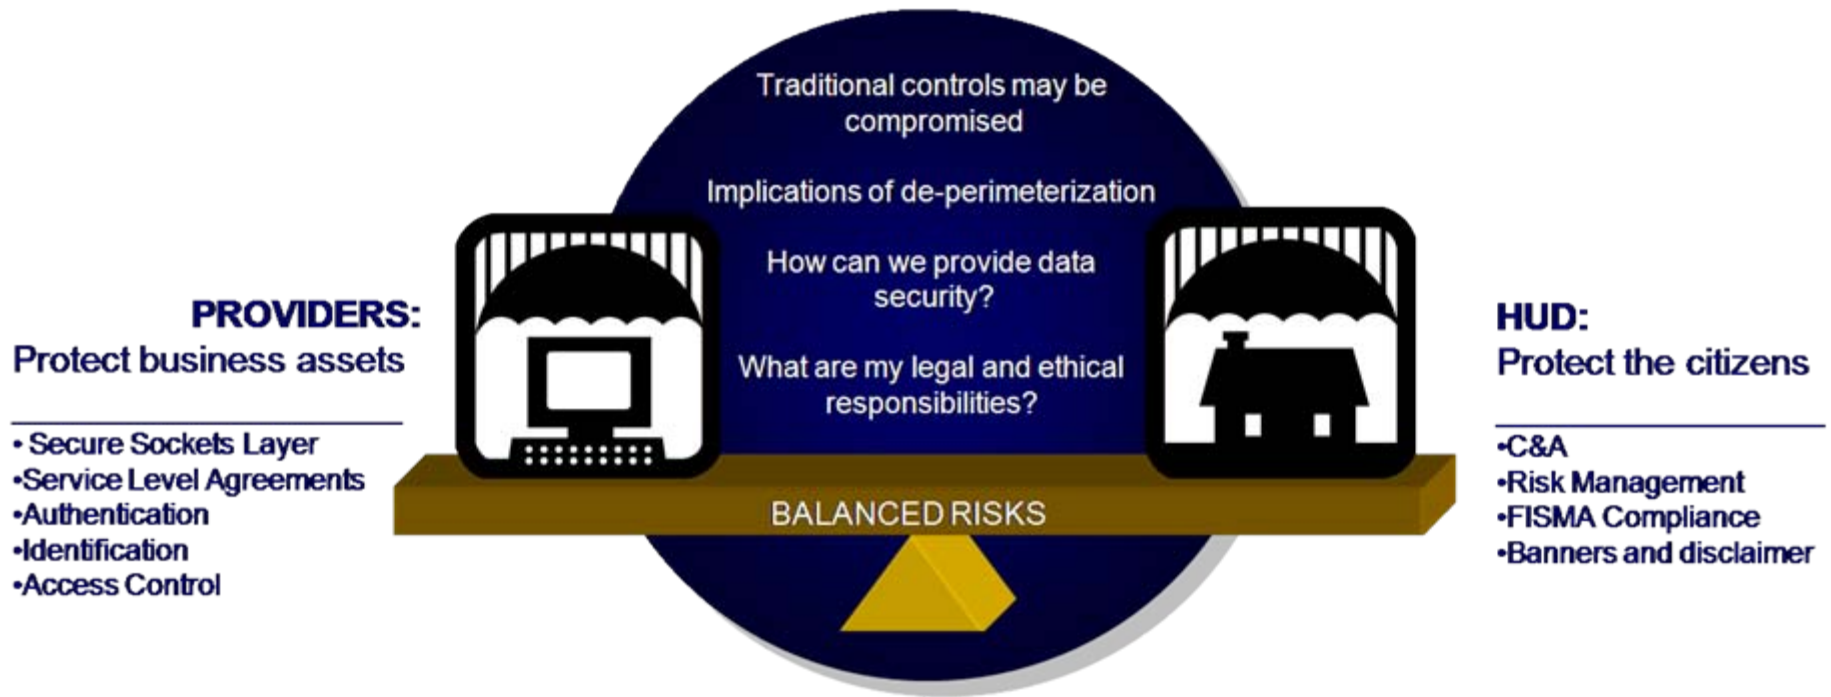 Traditional controls may be
compromised
Implications of de-perimeterization
How can we provide data
security?
What are my legal and ethical
responsibilities?
PROVIDERS:
Protect business assets
• Secure Sockets Layer
•Service Level Agreements
•Authentication
•Identification
•Access Control
HUD:
Protect the citizens
•C&A
•Risk Management
•FISMA Compliance
•Banners and disclaimer
BALANCED RISKS